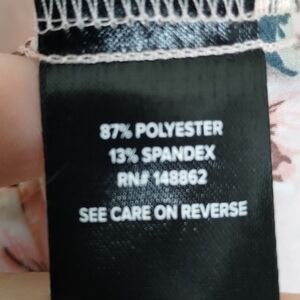 87% POLYESTER
13% SPANDEX
RN# 148862
SEE CARE ON REVERSE